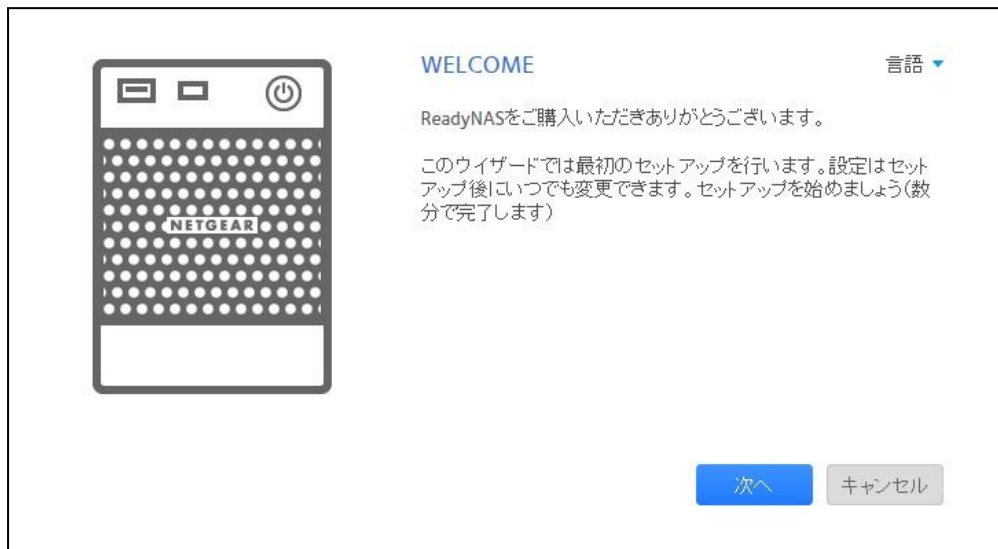 WELCOME
言語
ReadyNASをご購入いただきありがとうございます。
このウイザードでは最初のセットアップを行います。設定はセット
アップ後にいつでも変更できます。セットアップを始めましょう(数
分で完了します)
NETGEAR
次へ
キャンセル